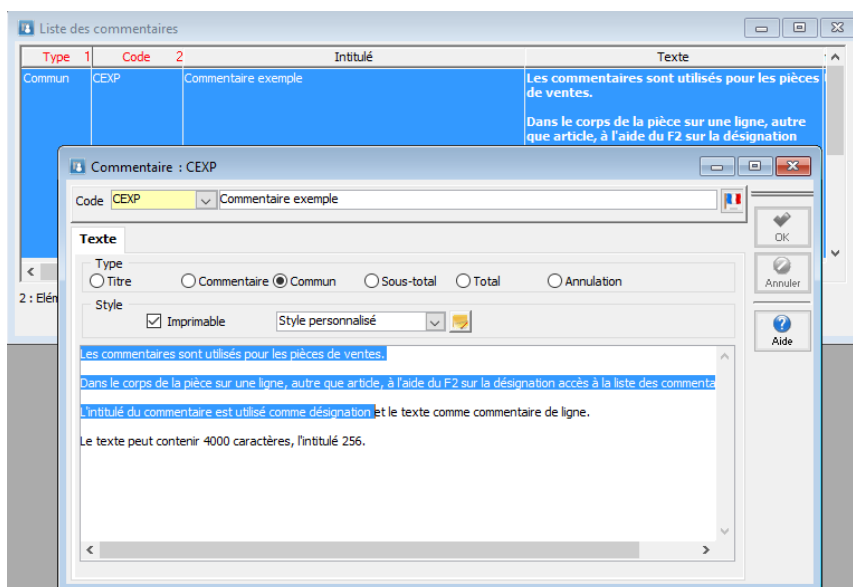 Liste des commentaires
Type 1 Code 2 Intitulé Texte
Commun CEXP Commentaire exemple Les commentaires sont utilisés pour les pièces
de ventes.
Dans le corps de la pièce sur une ligne, autre
que article, à l'aide du F2 sur la désignation
Commentaire : CEXP
Code CEXP Commentaire exemple
Texte
OK
Type
Titre Commentaire Commun Sous-total Total Annulation
Annuler
2 : Elém
Style
Imprimable Style personnalisé
Aide
Les commentaires sont utilisés pour les pièces de ventes.
Dans le corps de la pièce sur une ligne, autre que article, à l'aide du F2 sur la désignation accès à la liste des commenta
L'intitulé du commentaire est utilisé comme désignation et le texte comme commentaire de ligne.
Le texte peut contenir 4000 caractères, l'intitulé 256.